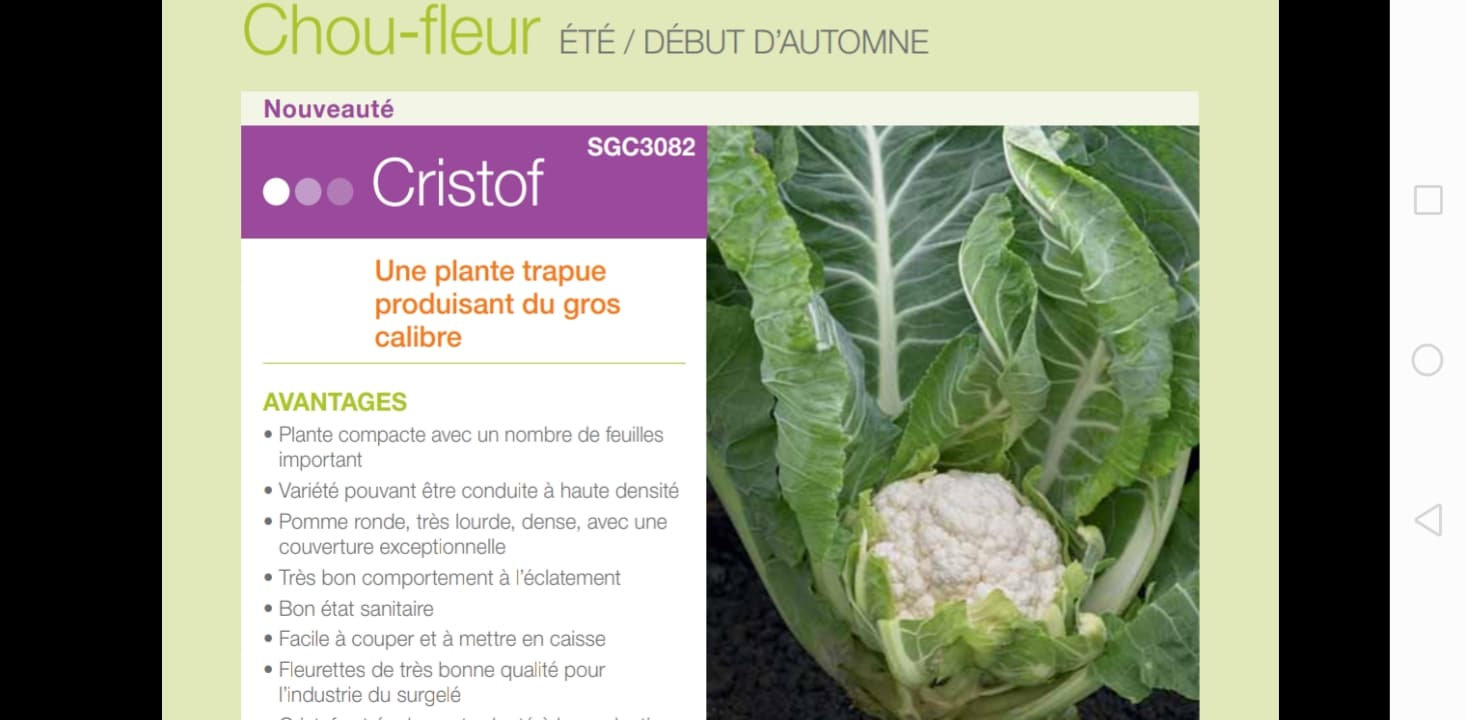 Chou-fleur ÉTÉ / DÉBUT D'AUTOMNE
Nouveauté
SGC3082
Cristof
Une plante trapue
produisant du gros
calibre
AVANTAGES
• Plante compacte avec un nombre de feuilles
important
• Variété pouvant être conduite à haute densité
• Pomme ronde, très lourde, dense, avec une
couverture exceptionnelle
• Très bon comportement à l'éclatement
• Bon état sanitaire
• Facile à couper et à mettre en caisse
• Fleurettes de très bonne qualité pour
l'industrie du surgelé